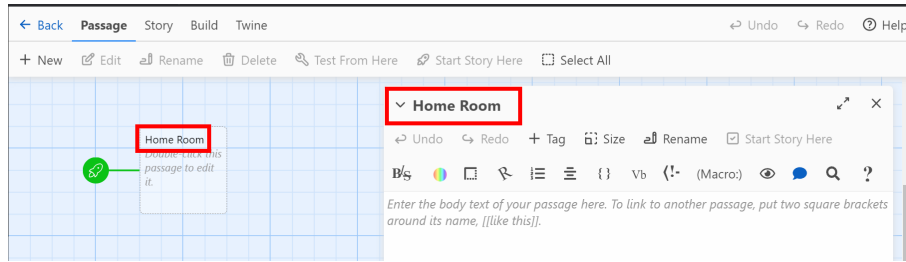 ← Back Passage Story Build Twine Undo Redo Help
+ New Edit Rename Delete Test From Here Start Story Here Select All
Home Room
Double-click this
passage to edit
it.
Home Room
Undo Redo + Tag Size Rename Start Story Here
{} Vb (!- (Macro:) ?
Enter the body text of your passage here. To link to another passage, put two square brackets
around its name, [[like this]].